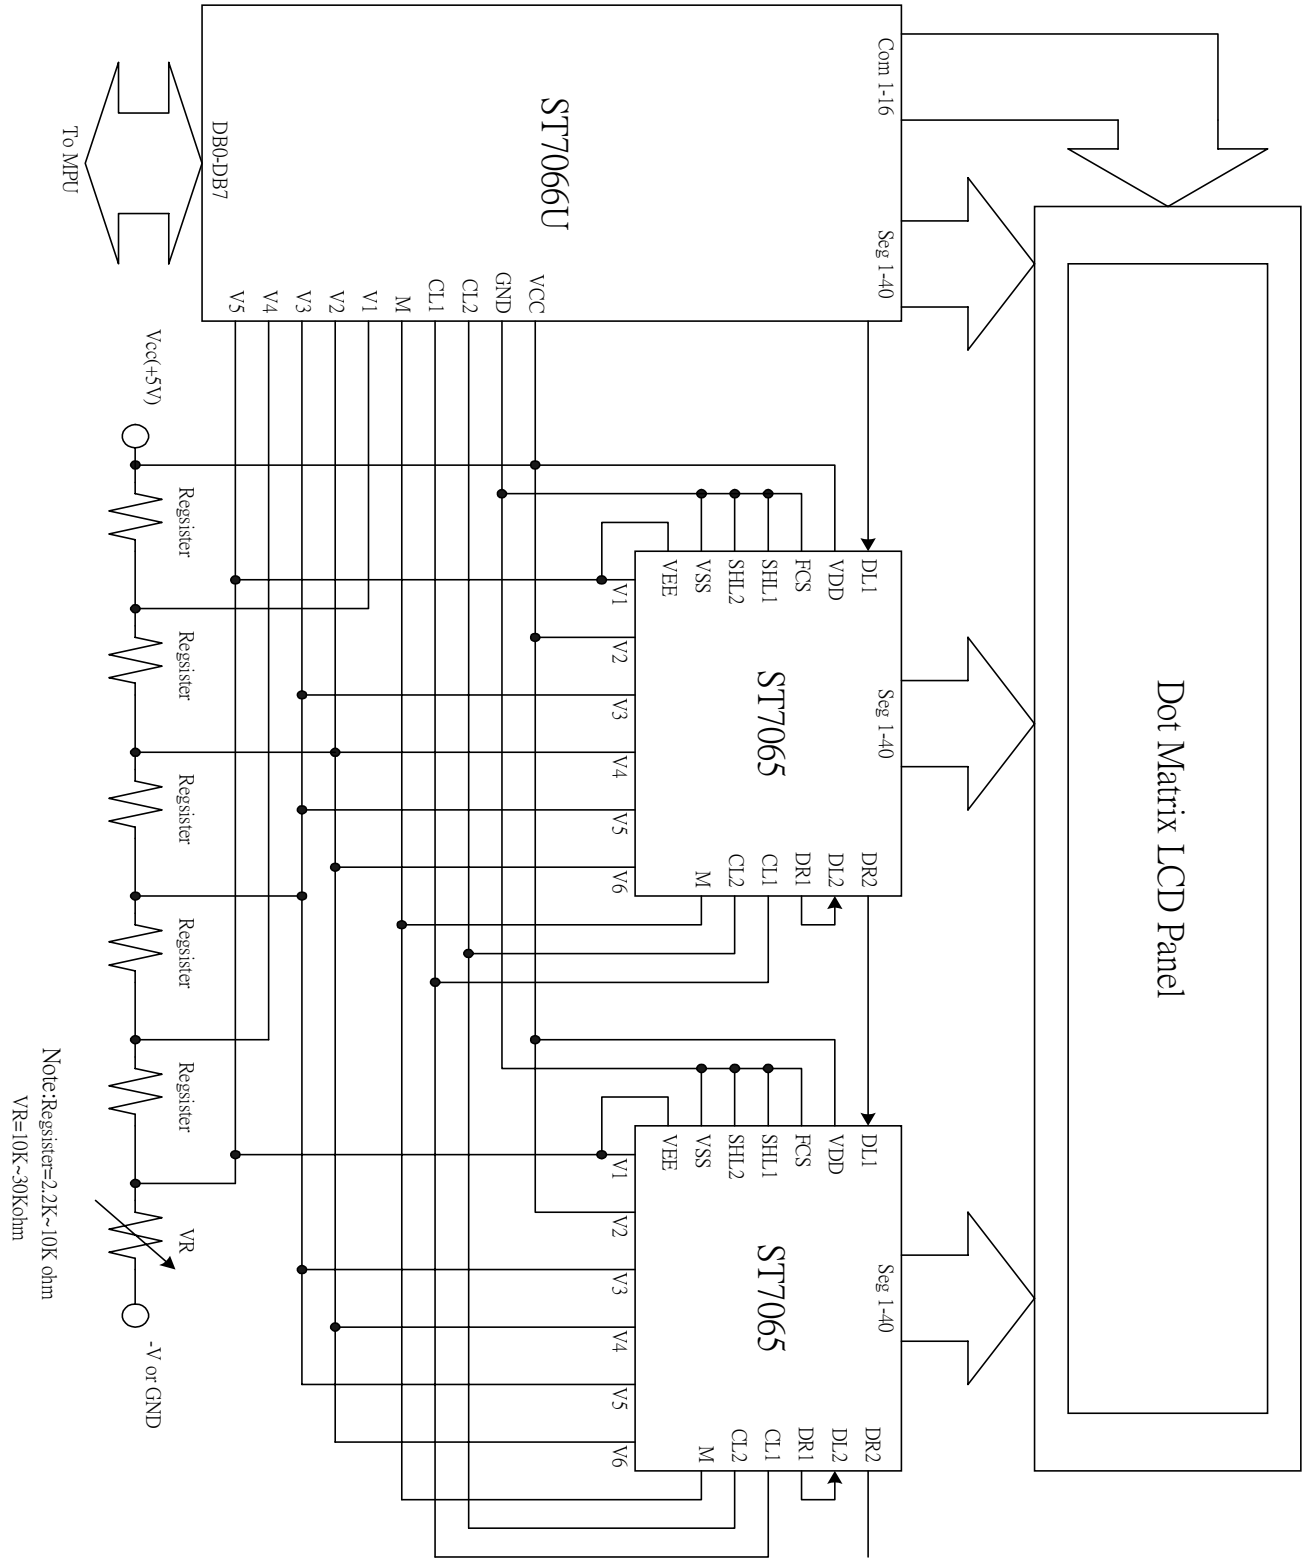 Dot Matrix LCD Panel
Com 1-16
Seg 1-40
ST7066U
DB0-DB7
To MPU
VCC
GND
CL2
CL1
M
V1
V2
V3
V4
V5
Seg 1-40
ST7065
DL1
VDD
FCS
SHL1
SHL2
VSS
VEE
V1
V2
V3
V4
V5
V6
DR2
DL2
DR1
CL1
CL2
M
Seg 1-40
ST7065
DL1
VDD
FCS
SHL1
SHL2
VSS
VEE
V1
V2
V3
V4
V5
V6
DR2
DL2
DR1
CL1
CL2
M
Vcc(+5V)
Regsister
Regsister
Regsister
Regsister
Regsister
VR
-V or GND
Note:Regsister=2.2K~10K ohm
VR=10K~30Kohm